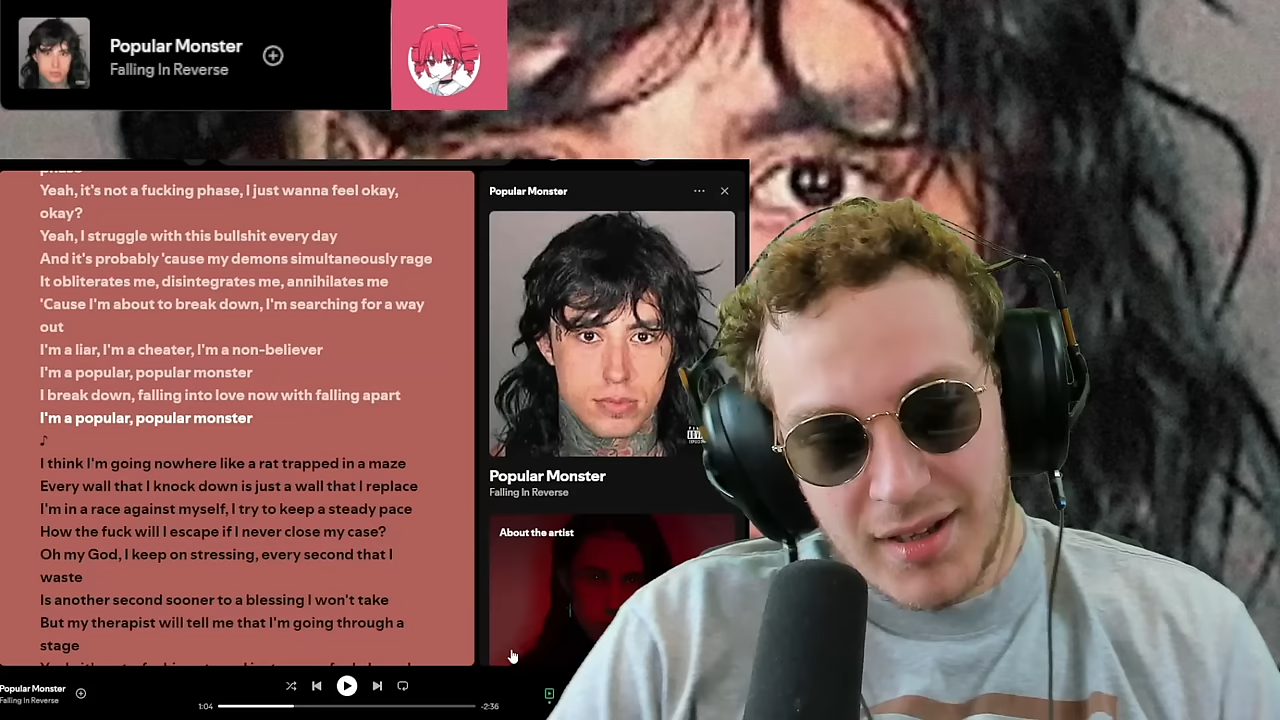 Popular Monster
Falling In Reverse
Yeah, it's not a fucking phase, I just wanna feel okay,
okay?
Yeah, I struggle with this bullshit every day
And it's probably 'cause my demons simultaneously rage
It obliterates me, disintegrates me, annihilates me
'Cause I'm about to break down, I'm searching for a way
out
I'm a liar, I'm a cheater, I'm a non-believer
I'm a popular, popular monster
I break down, falling into love now with falling apart
I'm a popular, popular monster
♪
I think I'm going nowhere like a rat trapped in a maze
Every wall that I knock down is just a wall that I replace
I'm in a race against myself, I try to keep a steady pace
How the fuck will I escape if I never close my case?
Oh my God, I keep on stressing, every second that I
waste
Is another second sooner to a blessing I won't take
But my therapist will tell me that I'm going through a
stage
Popular Monster
Popular Monster
Falling In Reverse
About the artist
Popular Monster
Falling In Reverse
1:04
-2:36